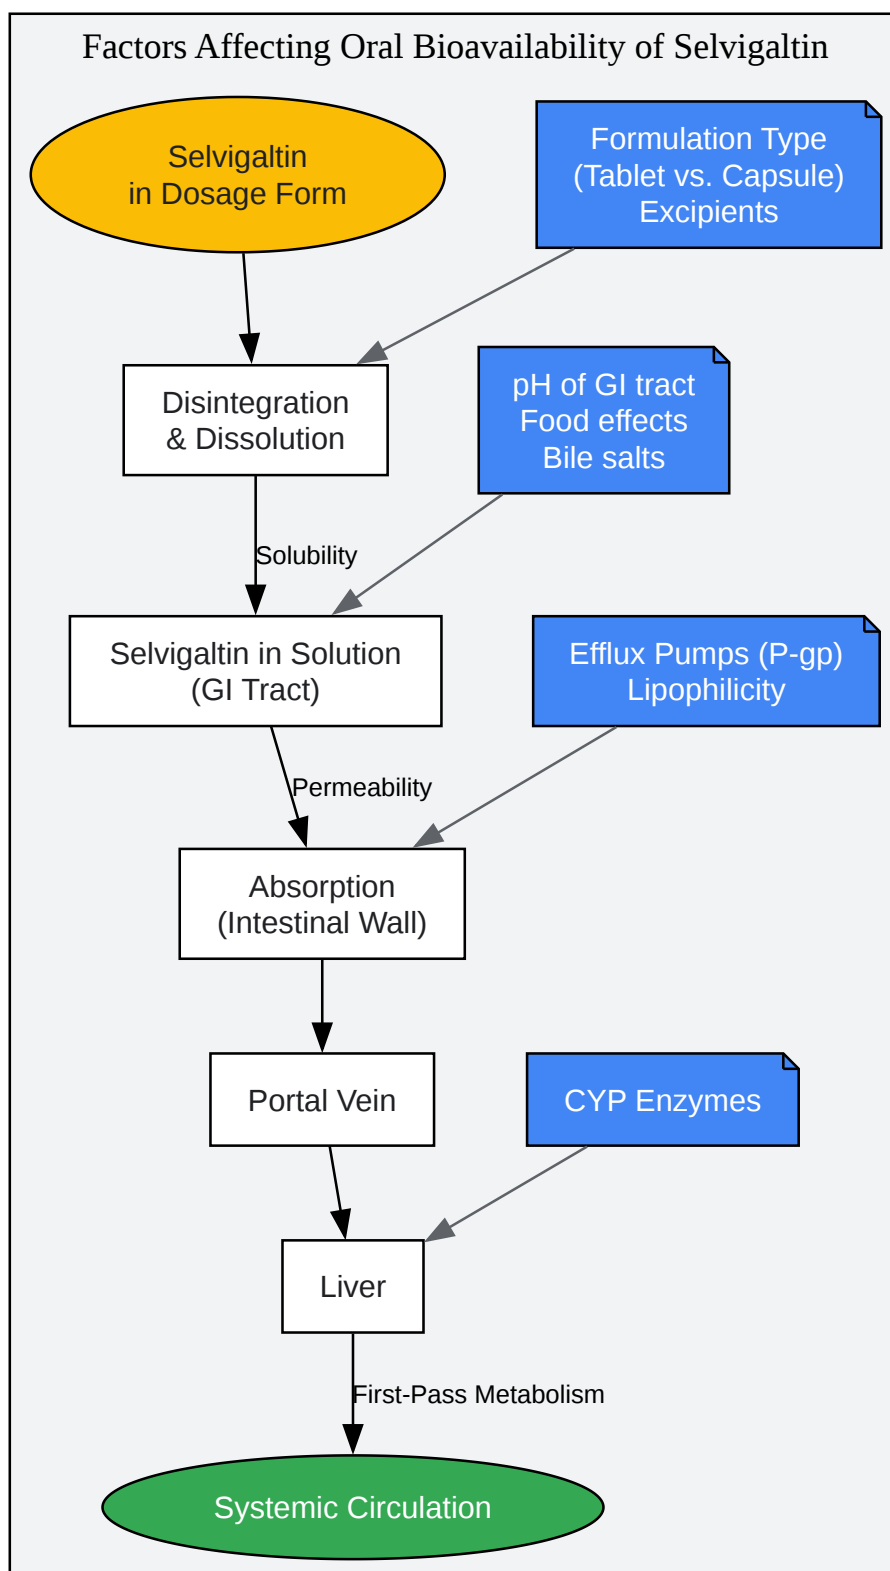 Factors Affecting Oral Bioavailability of Selvigaltin
Selvigaltin
in Dosage Form
Formulation Type
(Tablet vs. Capsule)
Excipients
Disintegration
& Dissolution
pH of GI tract
Food effects
Bile salts
Solubility
Selvigaltin in Solution
(GI Tract)
Efflux Pumps (P-gp)
Lipophilicity
Permeability
Absorption
(Intestinal Wall)
Portal Vein
CYP Enzymes
Liver
First-Pass Metabolism
Systemic Circulation